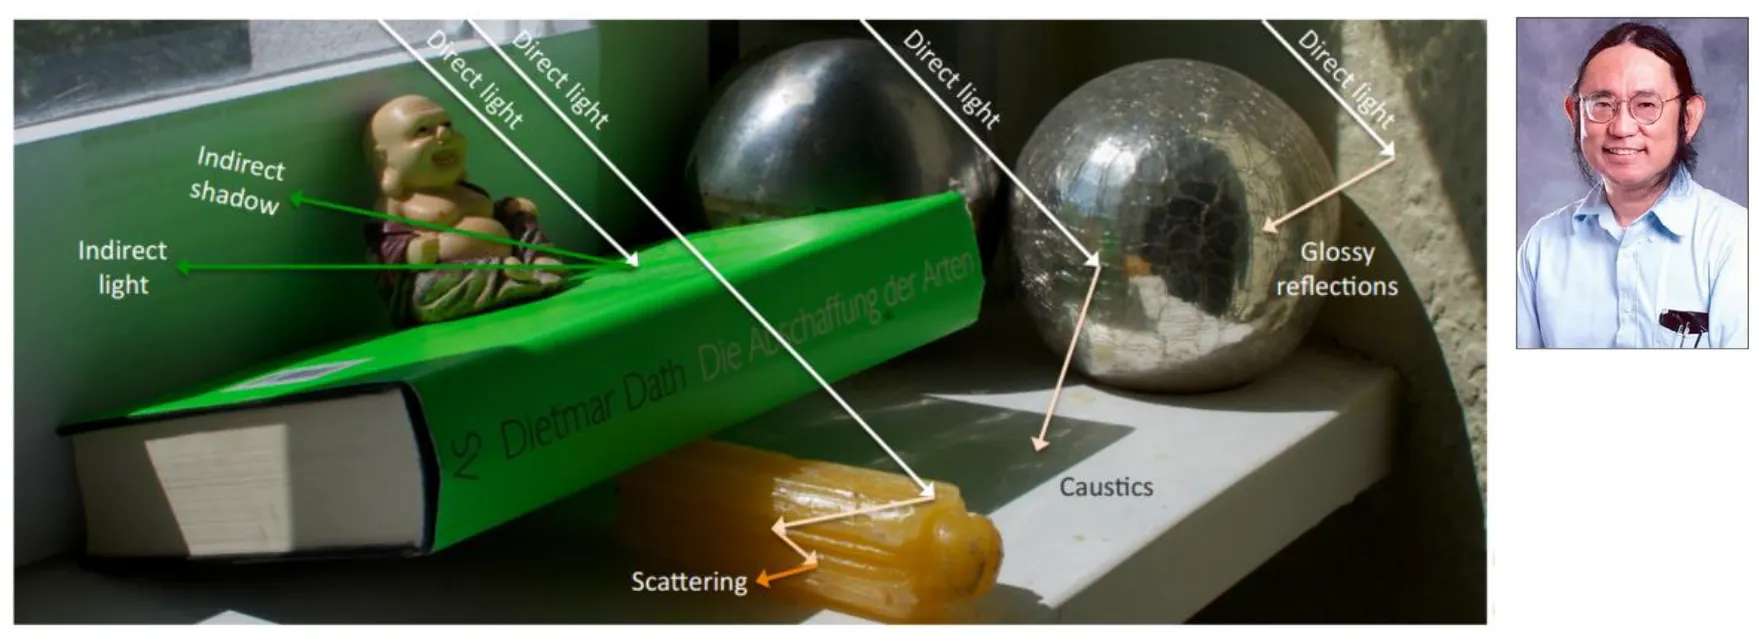 Direct light
Direct light
Direct light
Direct light
Indirect
shadow
Indirect
light
Glossy
reflections
Dietmar Dath Die Abschaffung der Arten
SV
Caustics
Scattering